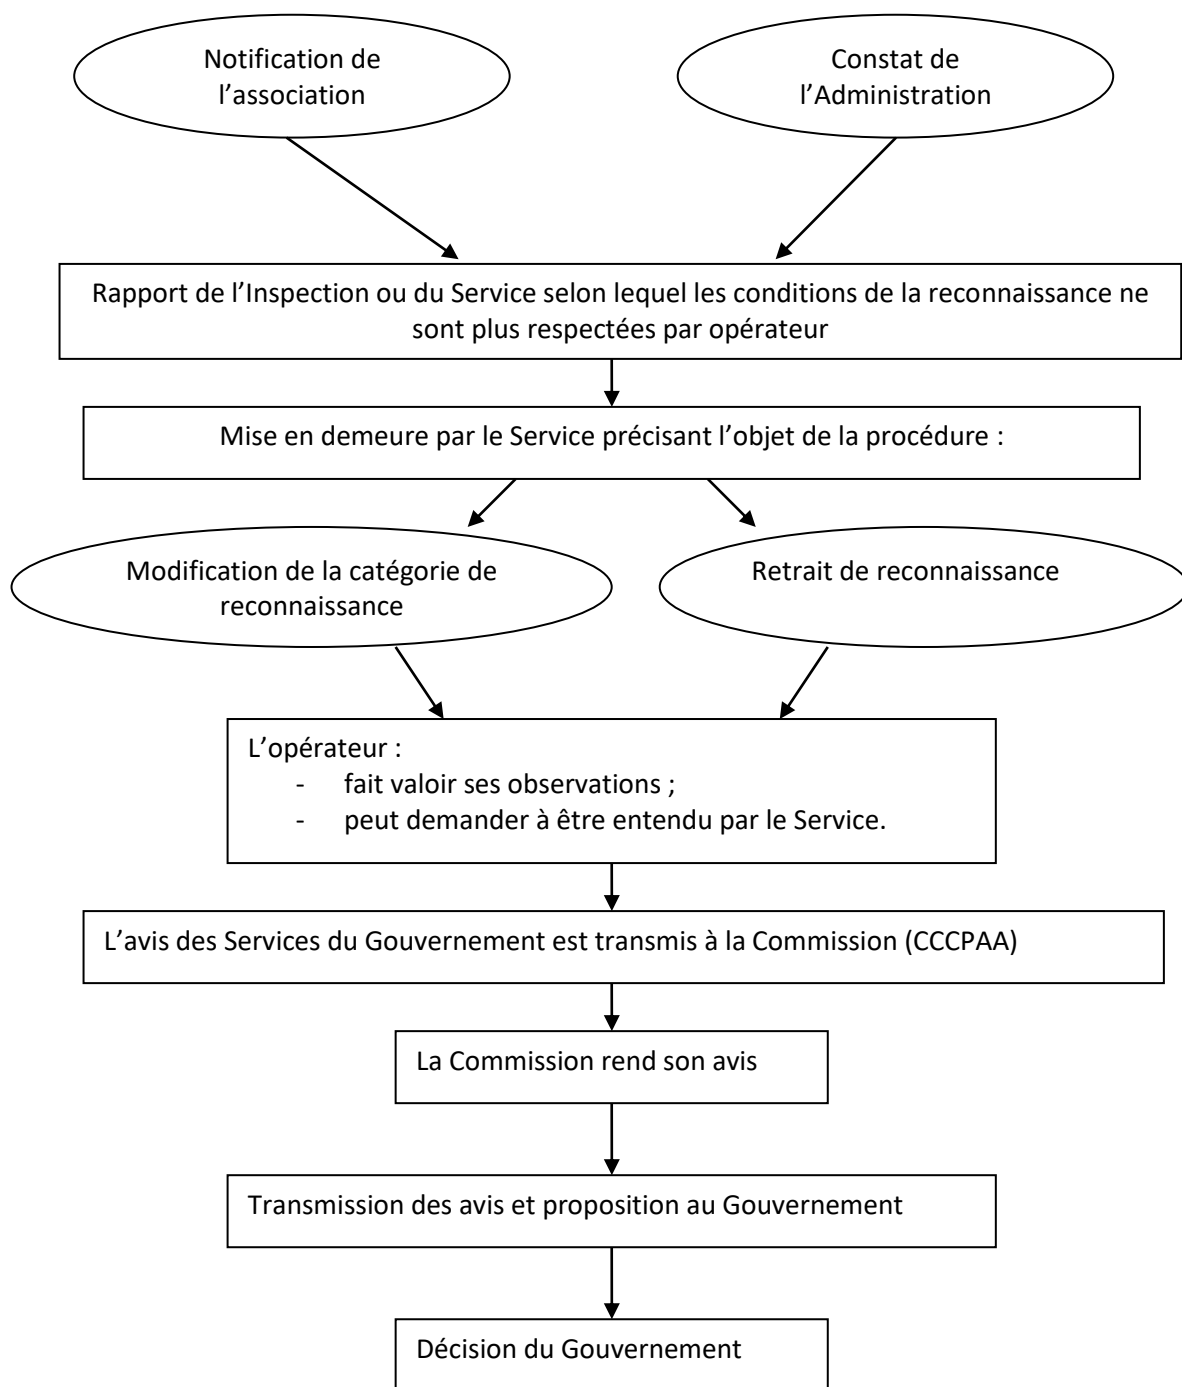 Notification de
l’association
Constat de
l’Administration
Rapport de l’Inspection ou du Service selon lequel les conditions de la reconnaissance ne
sont plus respectées par opérateur
Mise en demeure par le Service précisant l’objet de la procédure :
Modification de la catégorie de
reconnaissance
Retrait de reconnaissance
L’opérateur :
- fait valoir ses observations ;
- peut demander à être entendu par le Service.
L’avis des Services du Gouvernement est transmis à la Commission (CCCPAA)
La Commission rend son avis
Transmission des avis et proposition au Gouvernement
Décision du Gouvernement